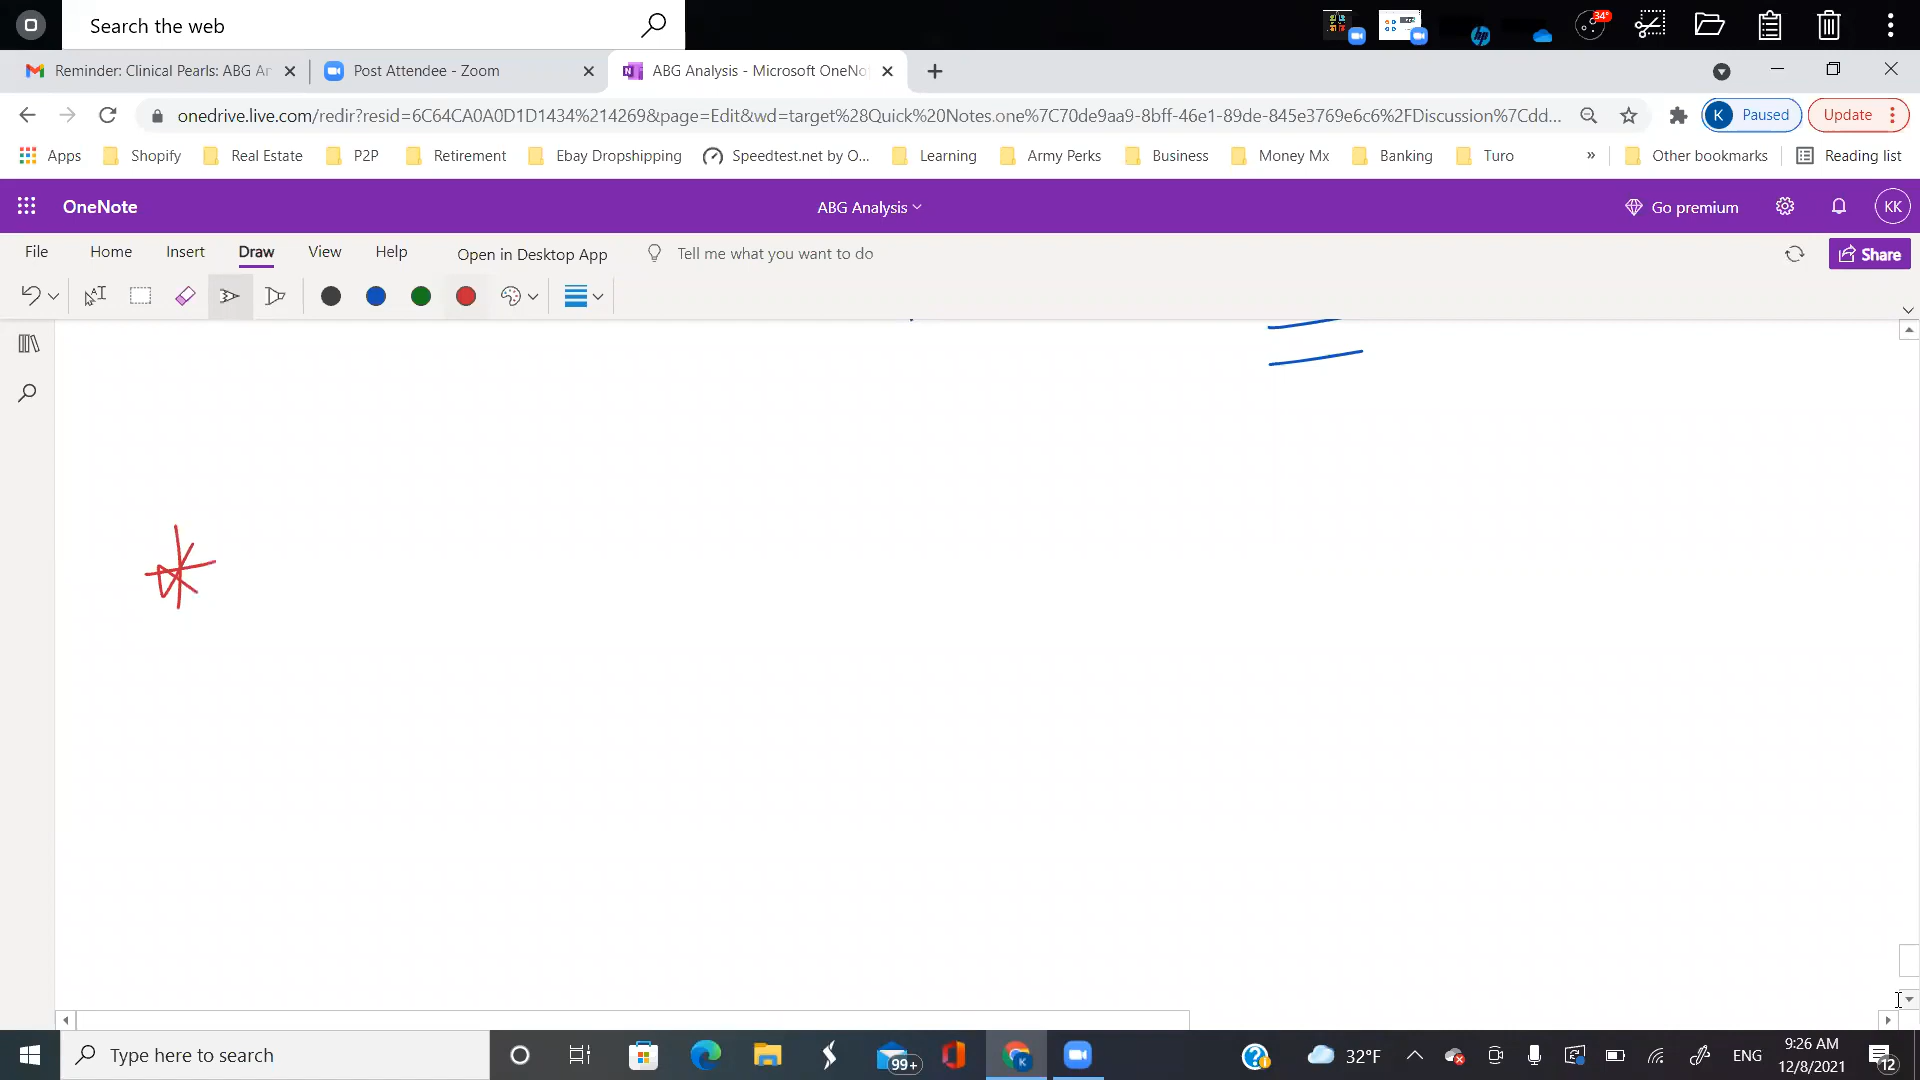 Search the web
34°
Reminder: Clinical Pearls: ABG Ar
Post Attendee - Zoom
ABG Analysis - Microsoft OneNo
onedrive.live.com/redir?resid=6C64CA0A0D1D1434%214269&page=Edit&wd=target%28Quick%20Notes.one%7C70de9aa9-8bff-46e1-89de-845e3769e6c6%2FDiscussion%7Cdd...
K Paused
Update
Apps
Shopify
Real Estate
P2P
Retirement
Ebay Dropshipping
Speedtest.net by O...
Learning
Army Perks
Business
Money Mx
Banking
Turo
»
Other bookmarks
Reading list
OneNote
ABG Analysis
Go premium
KK
File
Home
Insert
Draw
View
Help
Open in Desktop App
Tell me what you want to do
Share
Type here to search
99+
K
32°F
ENG
9:26 AM
12/8/2021
12